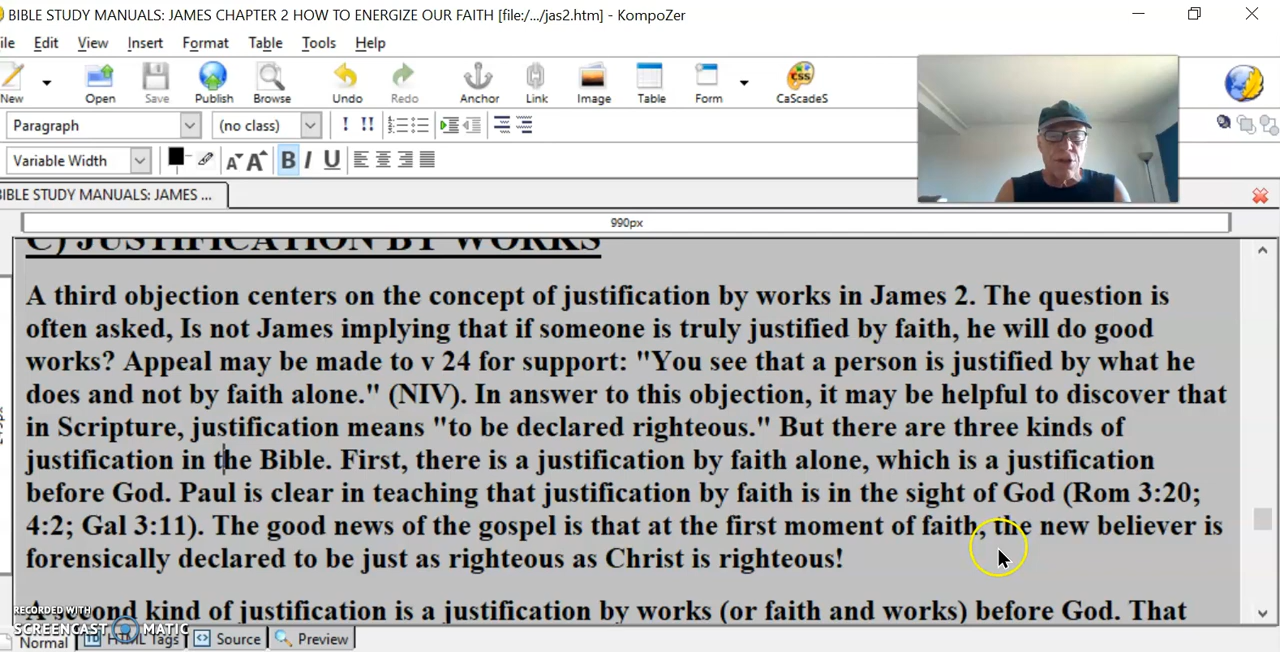 BIBLE STUDY MANUALS: JAMES CHAPTER 2 HOW TO ENERGIZE OUR FAITH [file:/.../jas2.htm] - KompoZer
ile Edit View Insert Format Table Tools Help
New Open Save Publish Browse Undo Redo Anchor Link Image Table Form CaScadeS
Paragraph (no class) ! !!
Variable Width A A B I U
BIBLE STUDY MANUALS: JAMES ...
990px
C) JUSTIFICATION BY WORKS
A third objection centers on the concept of justification by works in James 2. The question is
often asked, Is not James implying that if someone is truly justified by faith, he will do good
works? Appeal may be made to v 24 for support: "You see that a person is justified by what he
does and not by faith alone." (NIV). In answer to this objection, it may be helpful to discover that
in Scripture, justification means "to be declared righteous." But there are three kinds of
justification in the Bible. First, there is a justification by faith alone, which is a justification
before God. Paul is clear in teaching that justification by faith is in the sight of God (Rom 3:20;
4:2; Gal 3:11). The good news of the gospel is that at the first moment of faith, the new believer is
forensically declared to be just as righteous as Christ is righteous!
A second kind of justification is a justification by works (or faith and works) before God. That
RECORDED WITH
SCREENCAST MATIC
Normal HTML Tags Source Preview